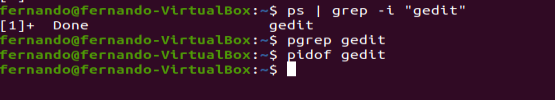 fernando@fernando-VirtualBox:~$ ps | grep -i "gedit"
[1]+  Done                    gedit
fernando@fernando-VirtualBox:~$ pgrep gedit
fernando@fernando-VirtualBox:~$ pidof gedit
fernando@fernando-VirtualBox:~$